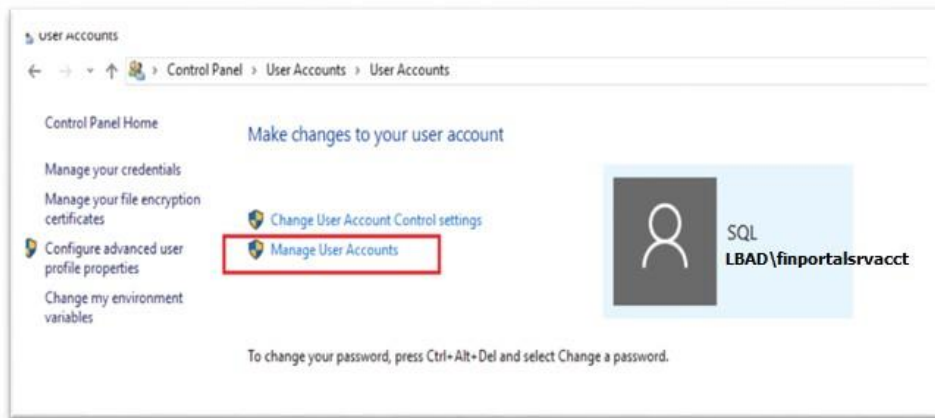 User Accounts
Control Panel > User Accounts > User Accounts
Control Panel Home
Manage your credentials
Manage your file encryption
certificates
Configure advanced user
profile properties
Change my environment
variables
Make changes to your user account
Change User Account Control settings
Manage User Accounts
SQL
LBAD\finportalsrvacct
To change your password, press Ctrl+Alt+Del and select Change a password.